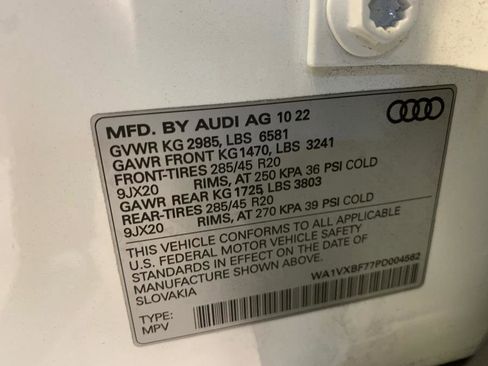 MFD. BY AUDI AG 10 22
GVWR KG 2985, LBS 6581
GAWR FRONT KG1470, LBS 3241
FRONT-TIRES 285/45 R20
9JX20 RIMS, AT 250 KPA 36 PSI COLD
GAWR REAR KG 1725, LBS 3803
REAR-TIRES 285/45 R20
9JX20 RIMS, AT 270 KPA 39 PSI COLD
THIS VEHICLE CONFORMS TO ALL APPLICABLE
U.S. FEDERAL MOTOR VEHICLE SAFETY
STANDARDS IN EFFECT ON THE DATE OF
MANUFACTURE SHOWN ABOVE.
SLOVAKIA
WA1VXBF77PD004562
TYPE:
MPV